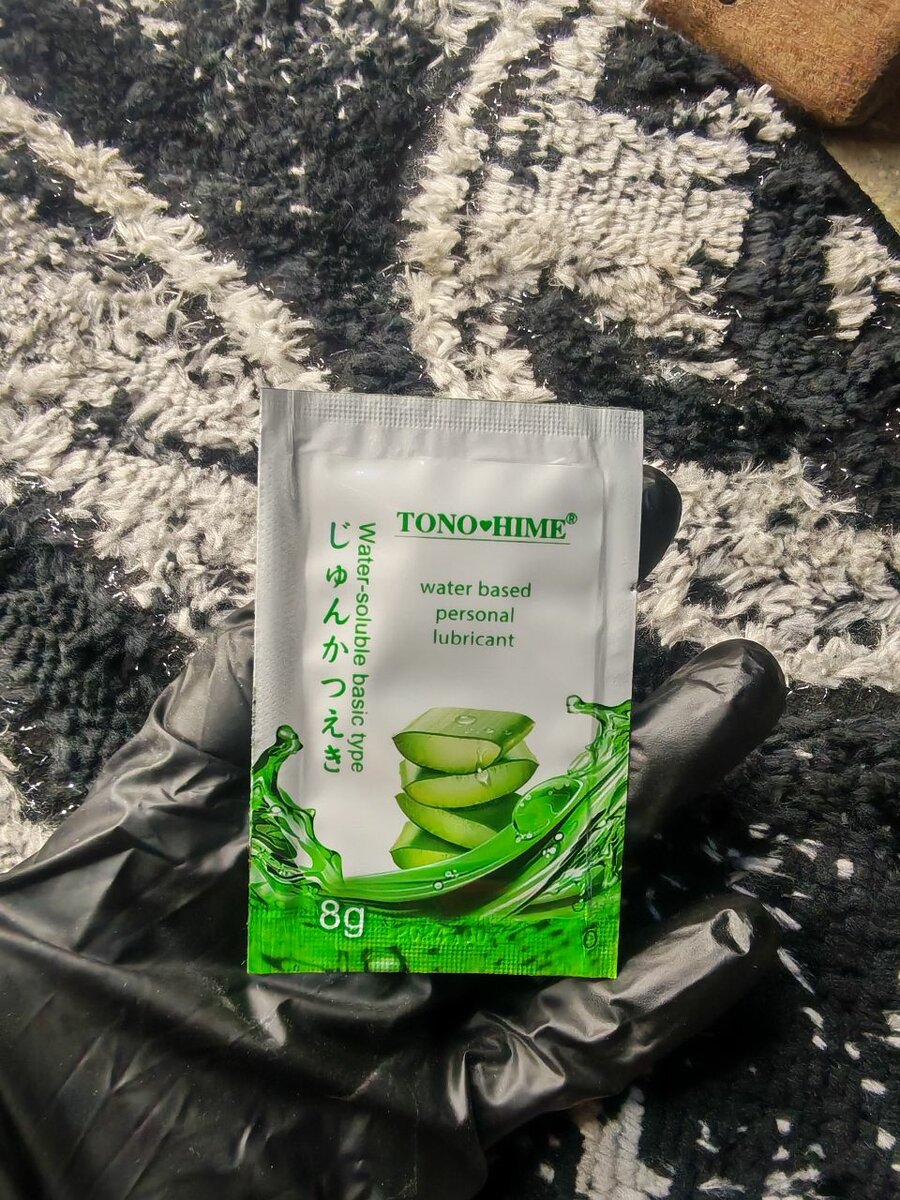 TONO♥HIME®
water based
personal
lubricant
Water-soluble basic type
じゅんかつえき
8g